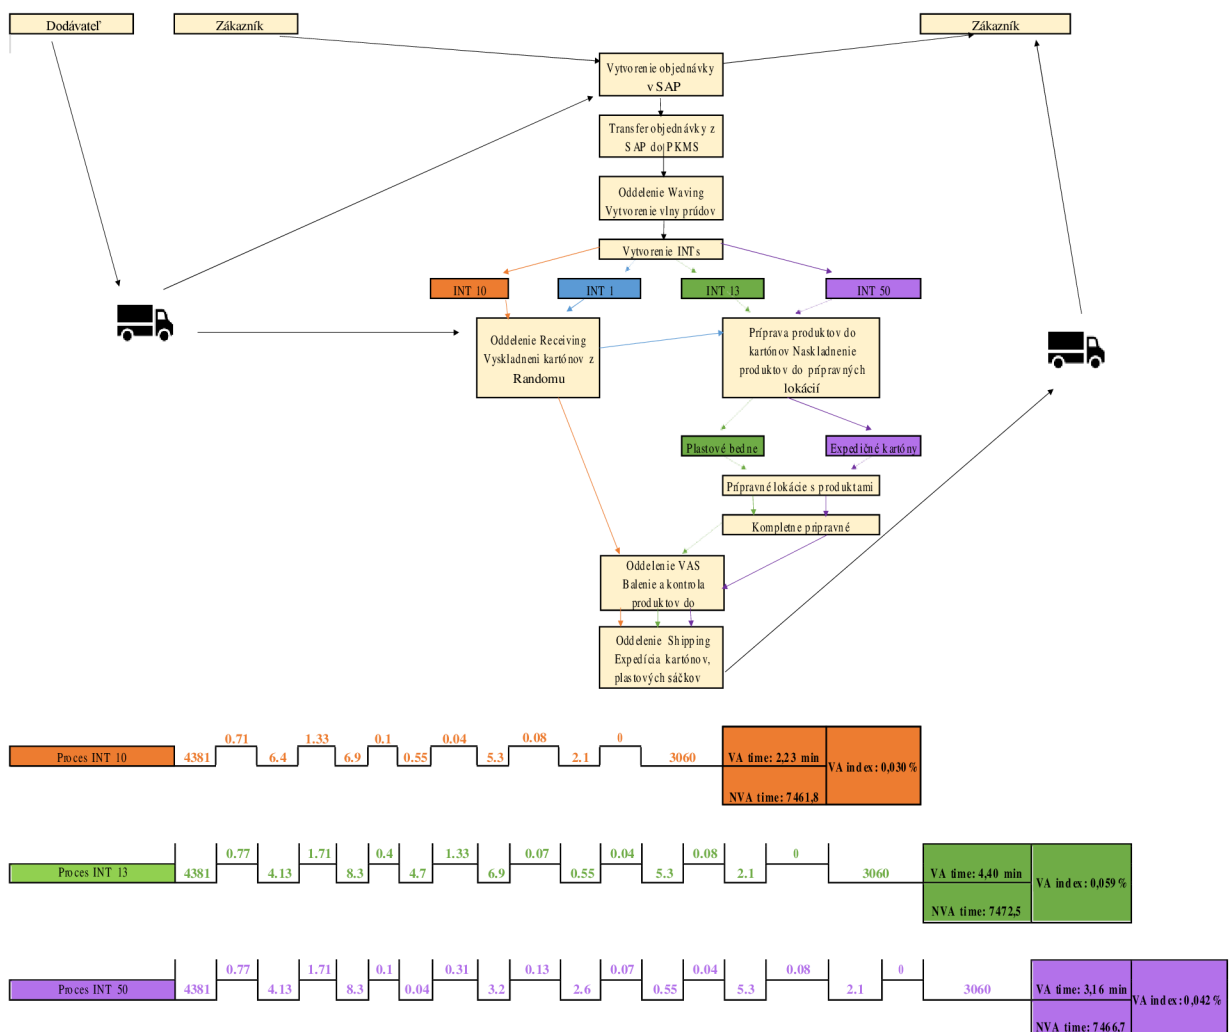 Dodávateľ
Zákazník
Zákazník
Vytvorenie objednávky
v SAP
Transfer objednávky z
SAP do PKMS
Oddelenie Waving
Vytvorenie vlny prúdov
Vytvorenie INTs
INT 10
INT 1
INT 13
INT 50
Oddelenie Receiving
Vyskladneni kartónov z
Randomu
Príprava produktov do
kartónov Naskladnenie
produktov do prípravných
lokácií
Plastové bedne
Expedičné kartóny
Prípravné lokácie s produktami
Kompletne pripravné
Oddelenie VAS
Balenie a kontrola
produktov do
Oddelenie Shipping
Expedícia kartónov,
plastových sáčkov
0.71 1.33 0.1 0.04 0.08 0
Proces INT 10 4381 6.4 6.9 0.55 5.3 2.1 3060 VA time: 2,23 min
VA index: 0,030 %
NVA time: 7461,8
0.77 1.71 0.4 1.33 0.07 0.04 0.08 0
Proces INT 13 4381 4.13 8.3 4.7 6.9 0.55 5.3 2.1 3060 VA time: 4,40 min
VA index: 0,059 %
NVA time: 7472,5
0.77 1.71 0.1 0.31 0.13 0.07 0.04 0.08 0
Proces INT 50 4381 4.13 8.3 0.04 3.2 2.6 0.55 5.3 2.1 3060 VA time: 3,16 min
VA index: 0,042 %
NVA time: 7466,7